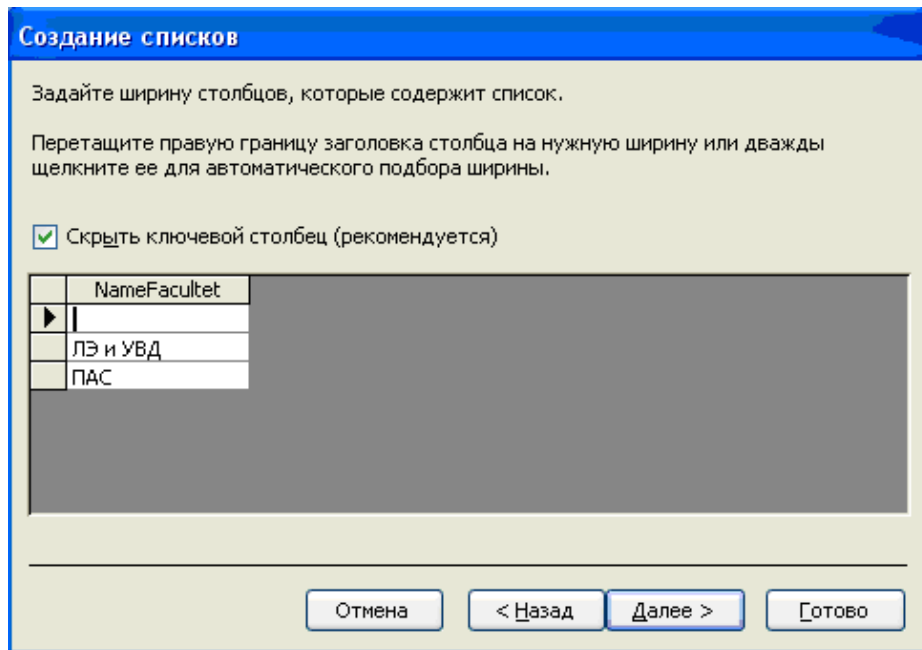 Создание списков
Задайте ширину столбцов, которые содержит список.
Перетащите правую границу заголовка столбца на нужную ширину или дважды
щелкните ее для автоматического подбора ширины.
Скрыть ключевой столбец (рекомендуется)
NameFacultet
ЛЭ и УВД
ПАС
Отмена
< Назад
Далее >
Готово